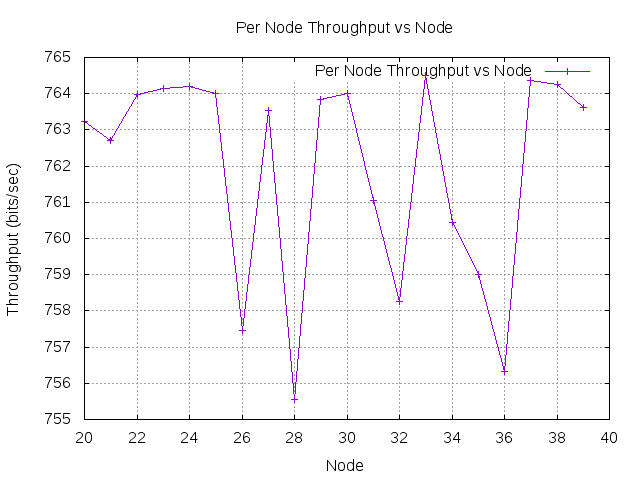 Per Node Throughput vs Node
Per Node Throughput vs Node
765
764
763
762
761
760
759
758
757
756
755
Throughput (bits/sec)
20 22 24 26 28 30 32 34 36 38 40
Node